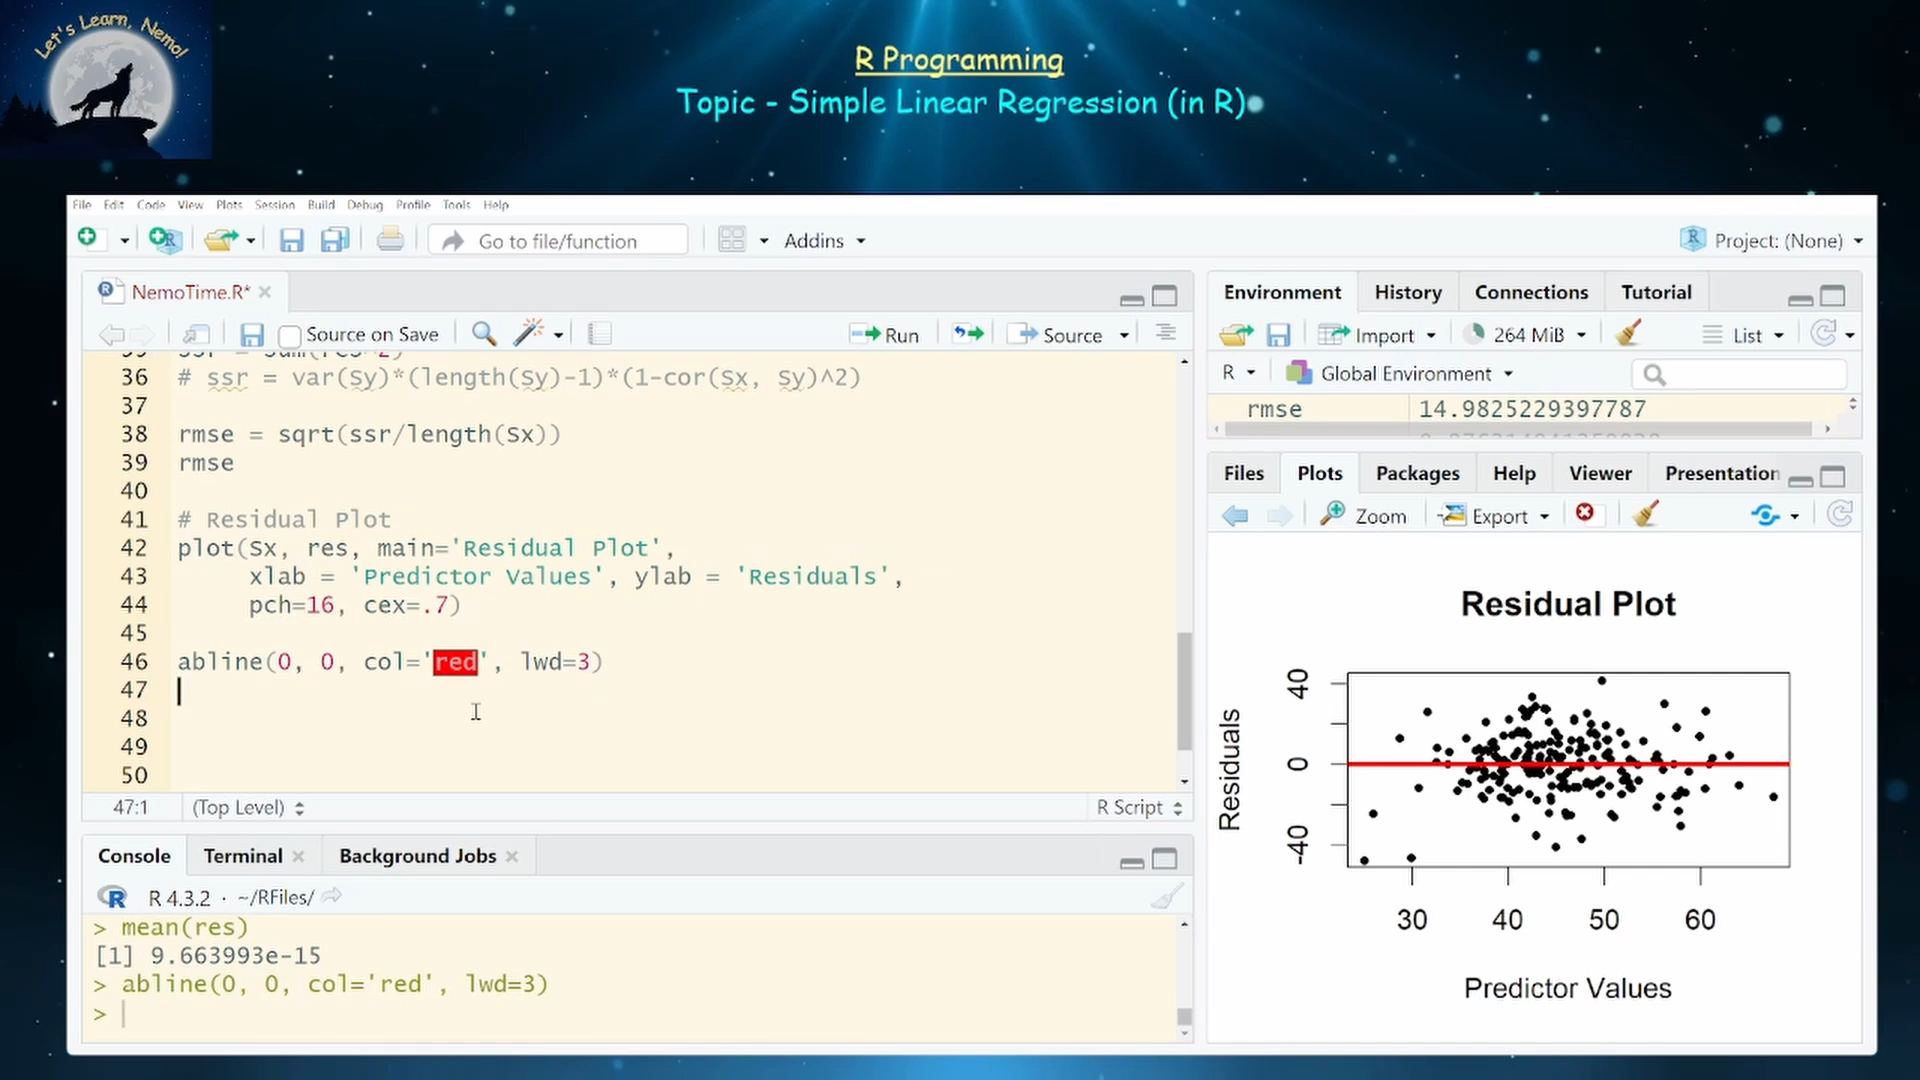 Let's Learn, Nemo!
R Programming
Topic - Simple Linear Regression (in R)
File Edit Code View Plots Session Build Debug Profile Tools Help
Go to file/function
Addins
Project: (None)
NemoTime.R*
Source on Save
Run
Source
36 # ssr = var(Sy)*(length(Sy)-1)*(1-cor(Sx, Sy)^2)
37
38 rmse = sqrt(ssr/length(Sx))
39 rmse
40
41 # Residual Plot
42 plot(Sx, res, main='Residual Plot',
43 xlab = 'Predictor Values', ylab = 'Residuals',
44 pch=16, cex=.7)
45
46 abline(0, 0, col='red', lwd=3)
47
48
49
50
47:1 (Top Level)
R Script
Console Terminal Background Jobs
R 4.3.2 · ~/RFiles/
> mean(res)
[1] 9.663993e-15
> abline(0, 0, col='red', lwd=3)
>
Environment History Connections Tutorial
Import 264 MiB List
R Global Environment
rmse 14.9825229397787
Files Plots Packages Help Viewer Presentation
Zoom Export
Residual Plot
Residuals
40
0
-40
30 40 50 60
Predictor Values